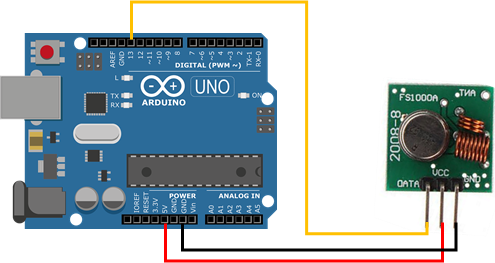 AREF
GND
13
12
~11
~10
~9
8
7
~6
~5
4
~3
2
TX-1
RX-0
DIGITAL (PWM ~)
L
TX
RX
UNO
ARDUINO
ON
POWER
ANALOG IN
IOREF
RESET
3.3V
5V
GND
GND
Vin
A0
A1
A2
A3
A4
A5
FS1000A
ANT
2008-8
VCC
DATA
GND